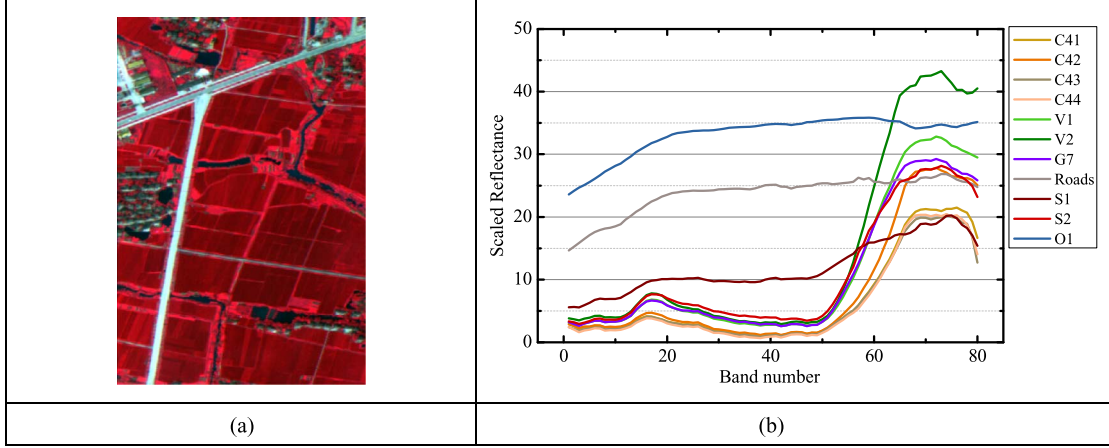 50
40
30
20
10
0
Scaled Reflectance
0 20 40 60 80
Band number
C41
C42
C43
C44
V1
V2
G7
Roads
S1
S2
O1
(a) (b)